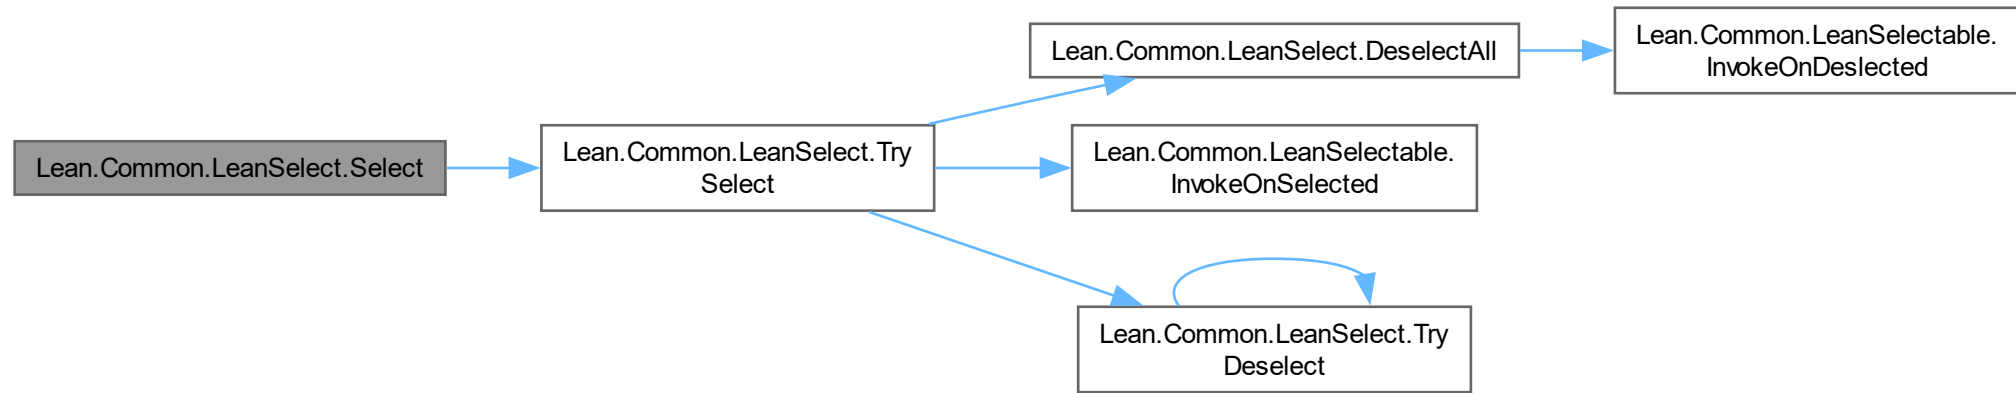 Lean.Common.LeanSelect.Select
Lean.Common.LeanSelect.Try
Select
Lean.Common.LeanSelect.DeselectAll
Lean.Common.LeanSelectable.
InvokeOnDeslected
Lean.Common.LeanSelectable.
InvokeOnSelected
Lean.Common.LeanSelect.Try
Deselect